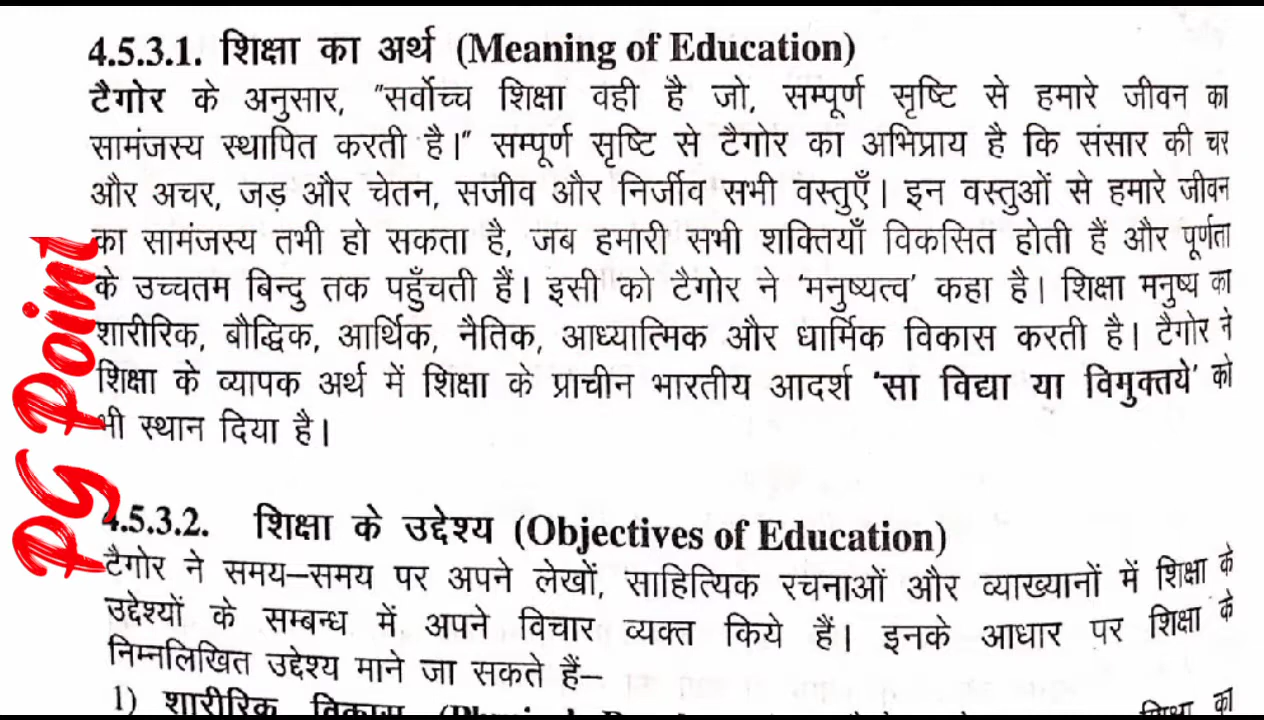 4.5.3.1. शिक्षा का अर्थ (Meaning of Education)
टैगोर के अनुसार, "सर्वोच्च शिक्षा वही है जो, सम्पूर्ण सृष्टि से हमारे जीवन का
सामंजस्य स्थापित करती है।" सम्पूर्ण सृष्टि से टैगोर का अभिप्राय है कि संसार की चर
और अचर, जड़ और चेतन, सजीव और निर्जीव सभी वस्तुएँ। इन वस्तुओं से हमारे जीवन
का सामंजस्य तभी हो सकता है, जब हमारी सभी शक्तियाँ विकसित होती हैं और पूर्णता
के उच्चतम बिन्दु तक पहुँचती हैं। इसी को टैगोर ने 'मनुष्यत्व' कहा है। शिक्षा मनुष्य का
शारीरिक, बौद्धिक, आर्थिक, नैतिक, आध्यात्मिक और धार्मिक विकास करती है। टैगोर ने
शिक्षा के व्यापक अर्थ में शिक्षा के प्राचीन भारतीय आदर्श 'सा विद्या या विमुक्तये' को
भी स्थान दिया है।
PG Point
4.5.3.2. शिक्षा के उद्देश्य (Objectives of Education)
टैगोर ने समय–समय पर अपने लेखों, साहित्यिक रचनाओं और व्याख्यानों में शिक्षा के
उद्देश्यों के सम्बन्ध में अपने विचार व्यक्त किये हैं। इनके आधार पर शिक्षा के
निम्नलिखित उद्देश्य माने जा सकते हैं–
1) शारीरिक विकास शिक्षा का